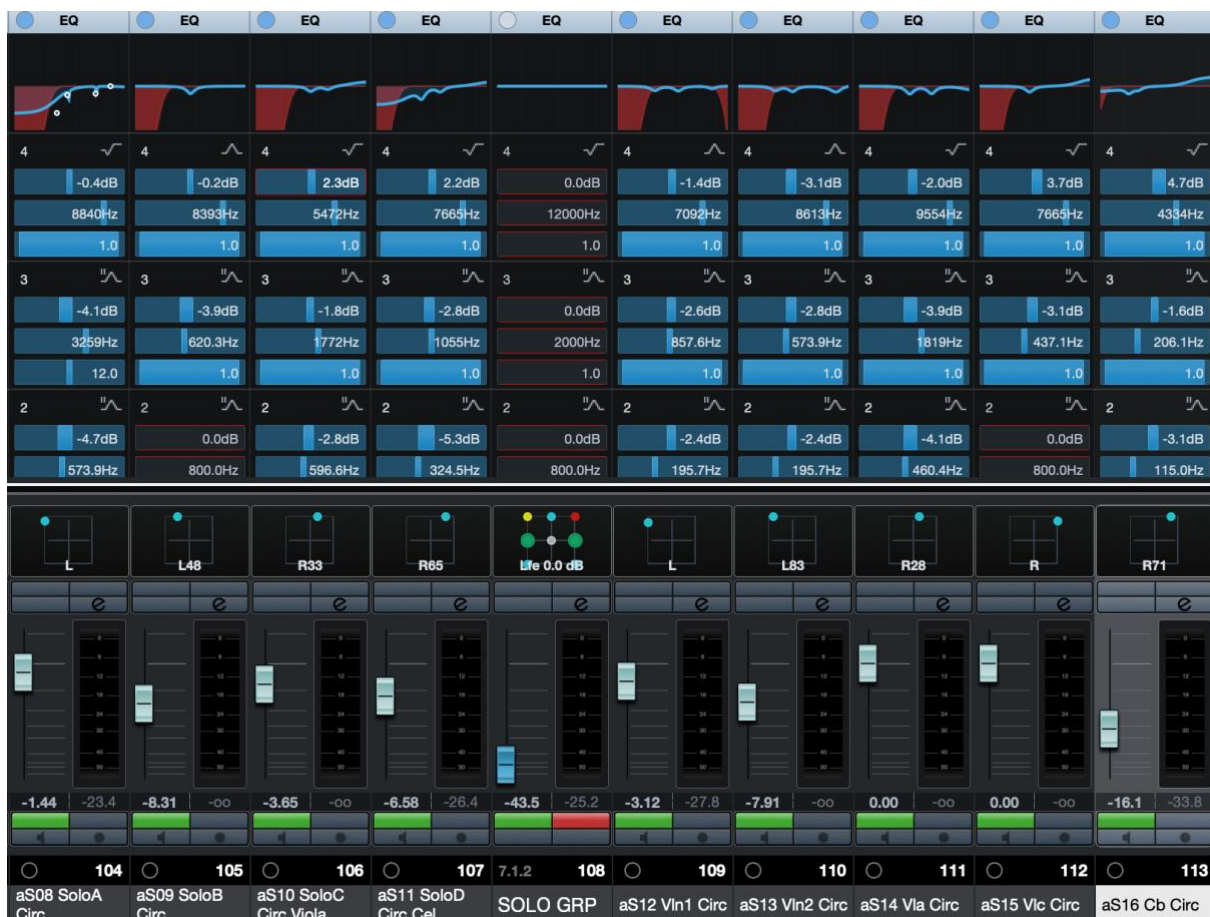 EQ EQ EQ EQ EQ EQ EQ EQ EQ EQ
4 4 4 4 4 4 4 4 4 4
-0.4dB -0.2dB 2.3dB 2.2dB 0.0dB -1.4dB -3.1dB -2.0dB 3.7dB 4.7dB
8840Hz 8393Hz 5472Hz 7665Hz 12000Hz 7092Hz 8613Hz 9554Hz 7665Hz 4334Hz
1.0 1.0 1.0 1.0 1.0 1.0 1.0 1.0 1.0 1.0
3 3 3 3 3 3 3 3 3 3
-4.1dB -3.9dB -1.8dB -2.8dB 0.0dB -2.6dB -2.8dB -3.9dB -3.1dB -1.6dB
3259Hz 620.3Hz 1772Hz 1055Hz 2000Hz 857.6Hz 573.9Hz 1819Hz 437.1Hz 206.1Hz
12.0 1.0 1.0 1.0 1.0 1.0 1.0 1.0 1.0 1.0
2 2 2 2 2 2 2 2 2 2
-4.7dB 0.0dB -2.8dB -5.3dB 0.0dB -2.4dB -2.4dB -4.1dB 0.0dB -3.1dB
573.9Hz 800.0Hz 596.6Hz 324.5Hz 800.0Hz 195.7Hz 195.7Hz 460.4Hz 800.0Hz 115.0Hz
L L48 R33 R65 Lfe 0.0 dB L L83 R28 R R71
-1.44 -23.4 -8.31 -oo -3.65 -oo -6.58 -26.4 -43.5 -25.2 -3.12 -27.8 -7.91 -oo 0.00 -oo 0.00 -oo -16.1 -33.8
104 105 106 107 7.1.2 108 109 110 111 112 113
aS08 SoloA aS09 SoloB aS10 SoloC aS11 SoloD SOLO GRP aS12 Vln1 Circ aS13 Vln2 Circ aS14 Vla Circ aS15 Vlc Circ aS16 Cb Circ
Circ Circ Circ Viola Circ Cel